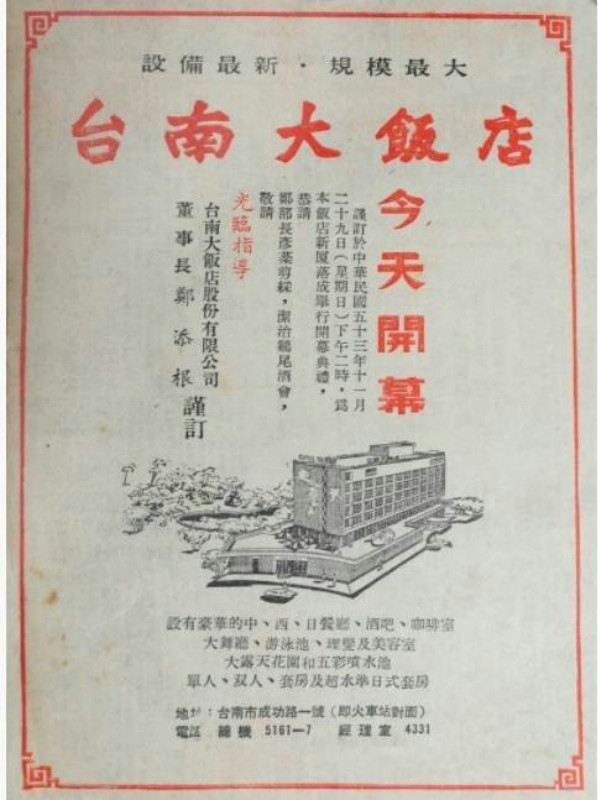 設備最新・規模最大
台南大飯店
今天開幕
謹訂於中華民國五十三年十一月
二十九日(星期日)下午二時,爲
本飯店新厦落成舉行開幕典禮,
恭請
鄭部長彥棻剪綵,潔治鷄尾酒會,
敬請
光臨指導
台南大飯店股份有限公司
董事長鄭添根謹訂
設有豪華的中、西、日餐廳、酒吧、咖啡室
大舞廳、游泳池、理髮及美容室
大露天花園和五彩噴水池
單人、双人、套房及超水準日式套房
地址:台南市成功路一號(卽火車站對面)
電話 總機 5161—7 經理室 4331